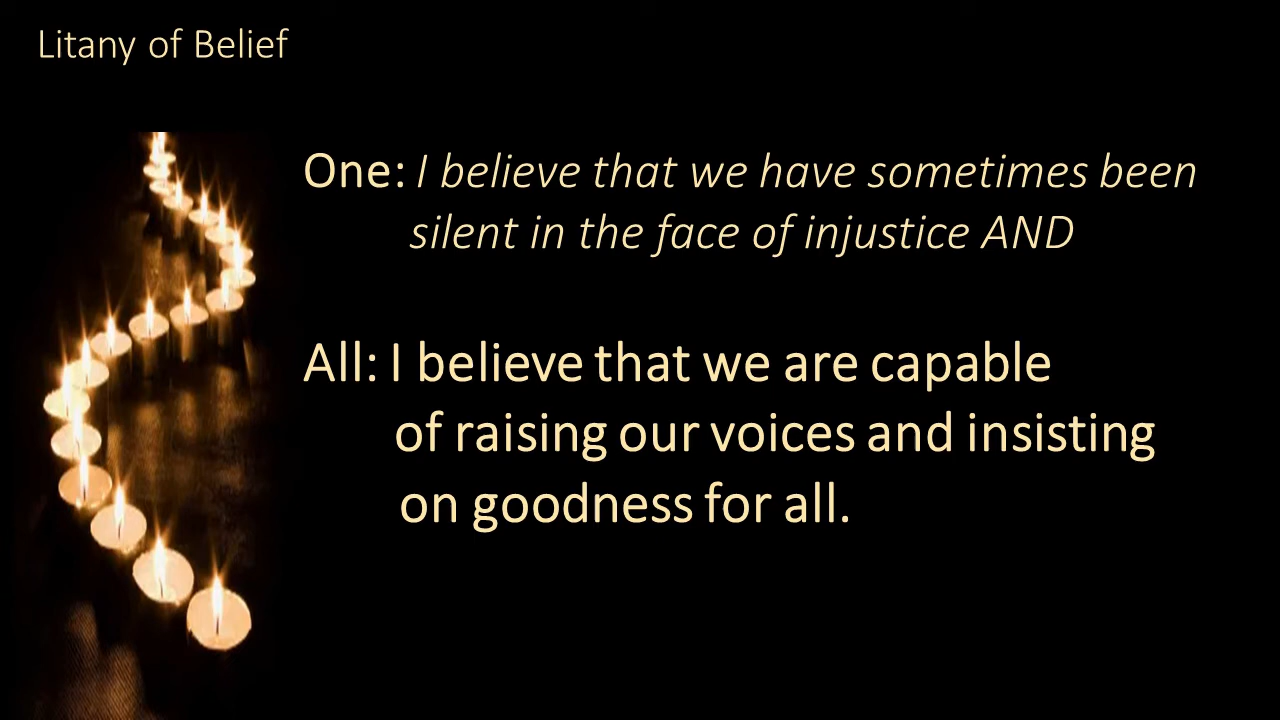 Litany of Belief
One: I believe that we have sometimes been
silent in the face of injustice AND
All: I believe that we are capable
of raising our voices and insisting
on goodness for all.